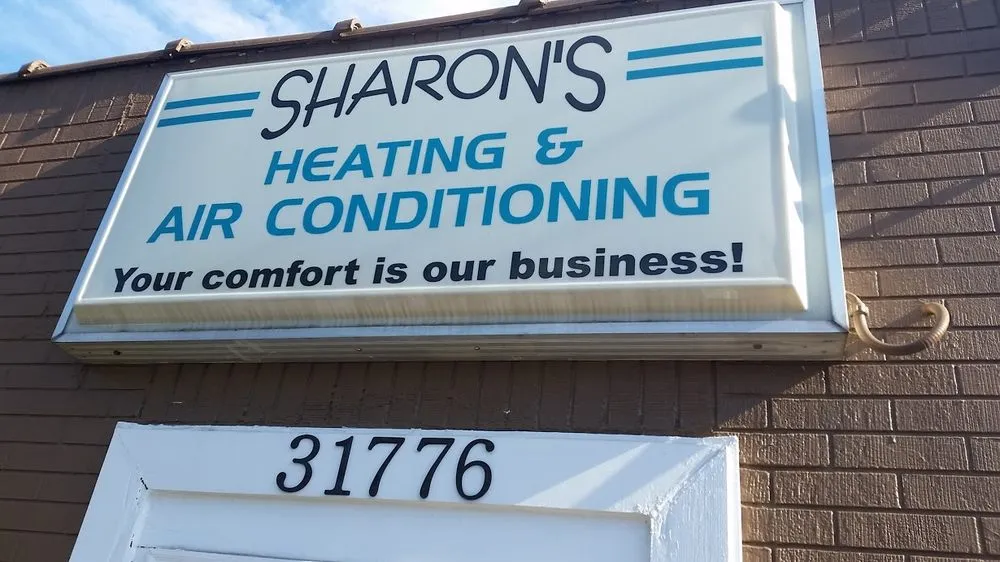 SHARON'S
HEATING &
AIR CONDITIONING
Your comfort is our business!
31776